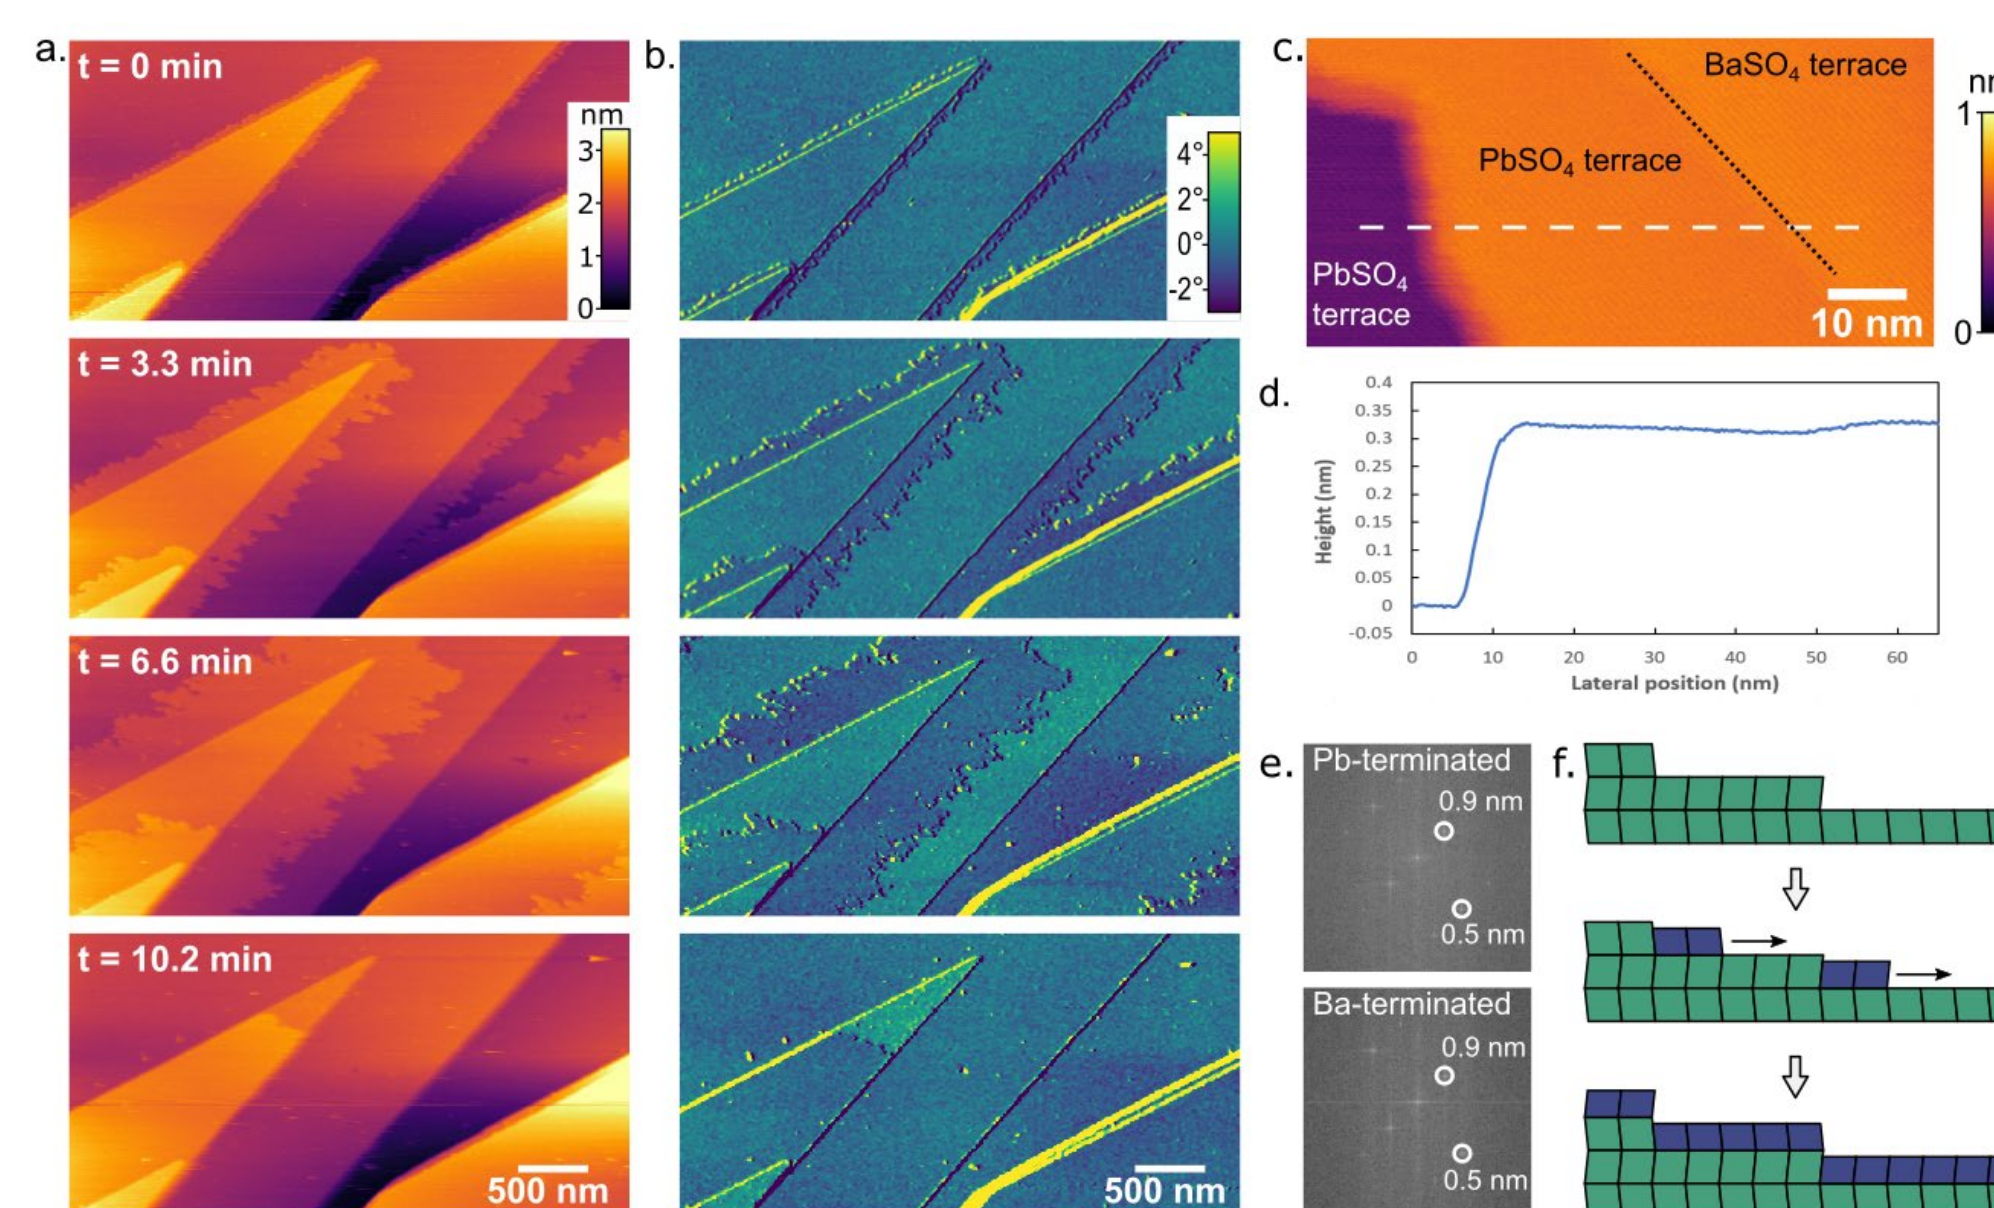 a.
t = 0 min
nm
3
2
1
0
t = 3.3 min
t = 6.6 min
t = 10.2 min
500 nm
b.
4°
2°
0°
-2°
500 nm
c.
BaSO₄ terrace
PbSO₄ terrace
PbSO₄
terrace
10 nm
1
0
d.
0.4
0.35
0.3
0.25
0.2
0.15
0.1
0.05
0
-0.05
Height (nm)
0 10 20 30 40 50 60
Lateral position (nm)
e.
Pb-terminated
0.9 nm
0.5 nm
Ba-terminated
0.9 nm
0.5 nm
f.